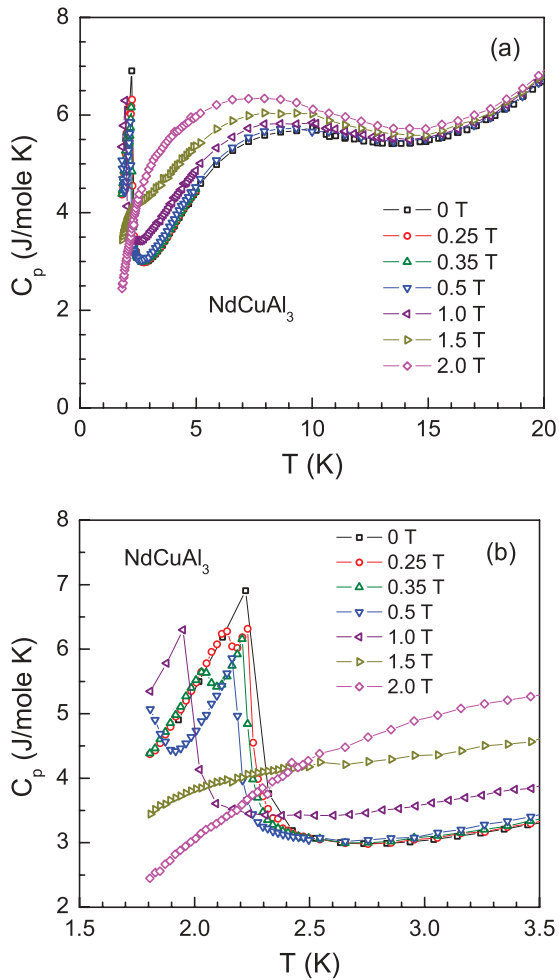 (a)
8
6
4
2
0
C_p (J/mole K)
NdCuAl₃
0 T
0.25 T
0.35 T
0.5 T
1.0 T
1.5 T
2.0 T
0 5 10 15 20
T (K)
(b)
8
7
6
5
4
3
2
C_p (J/mole K)
NdCuAl₃
0 T
0.25 T
0.35 T
0.5 T
1.0 T
1.5 T
2.0 T
1.5 2.0 2.5 3.0 3.5
T (K)